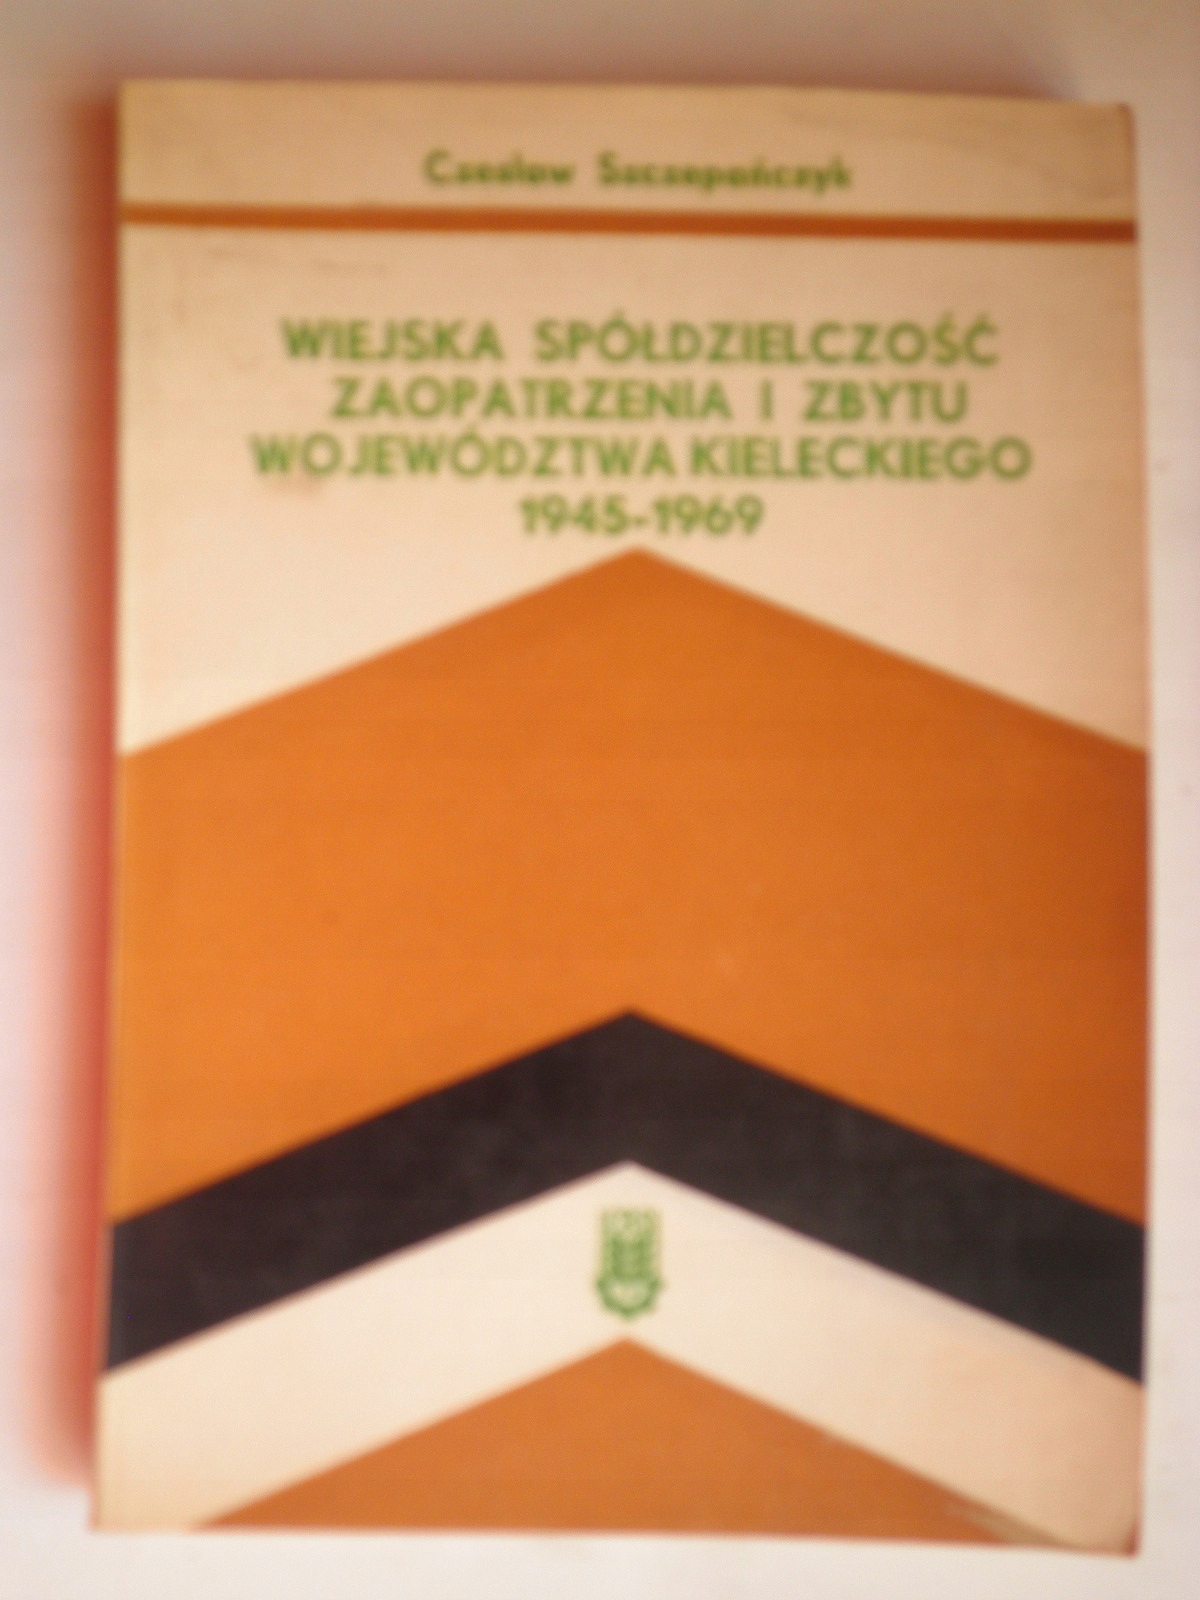 Czesław Szczepańczyk
WIEJSKA SPÓŁDZIELCZOŚĆ
ZAOPATRZENIA I ZBYTU
WOJEWÓDZTWA KIELECKIEGO
1945-1969